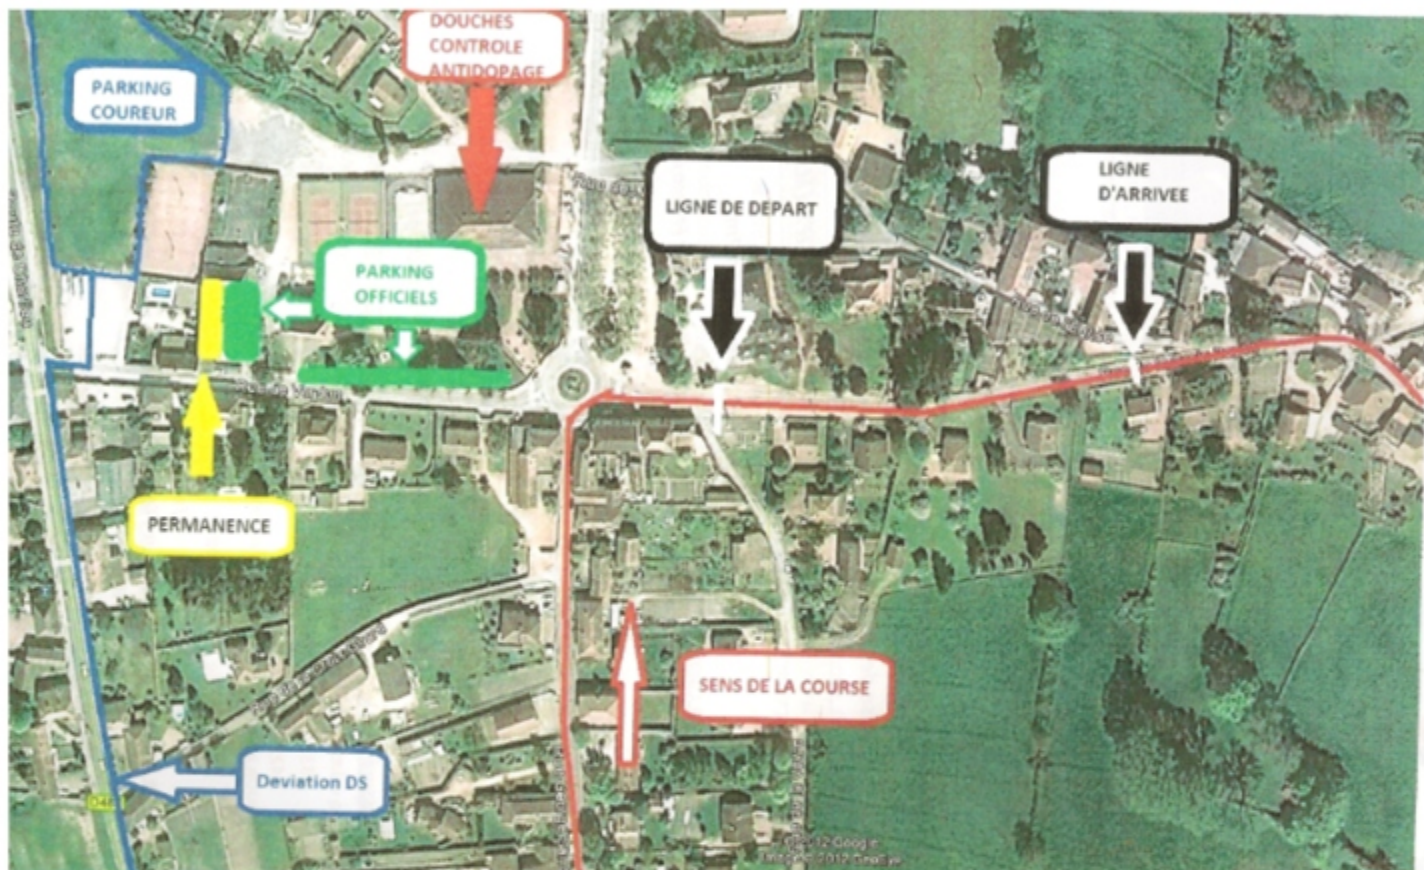 DOUCHES
CONTROLE
ANTIDOPAGE
PARKING
COUREUR
LIGNE DE DEPART
LIGNE
D'ARRIVEE
PARKING
OFFICIELS
PERMANENCE
SENS DE LA COURSE
Deviation DS